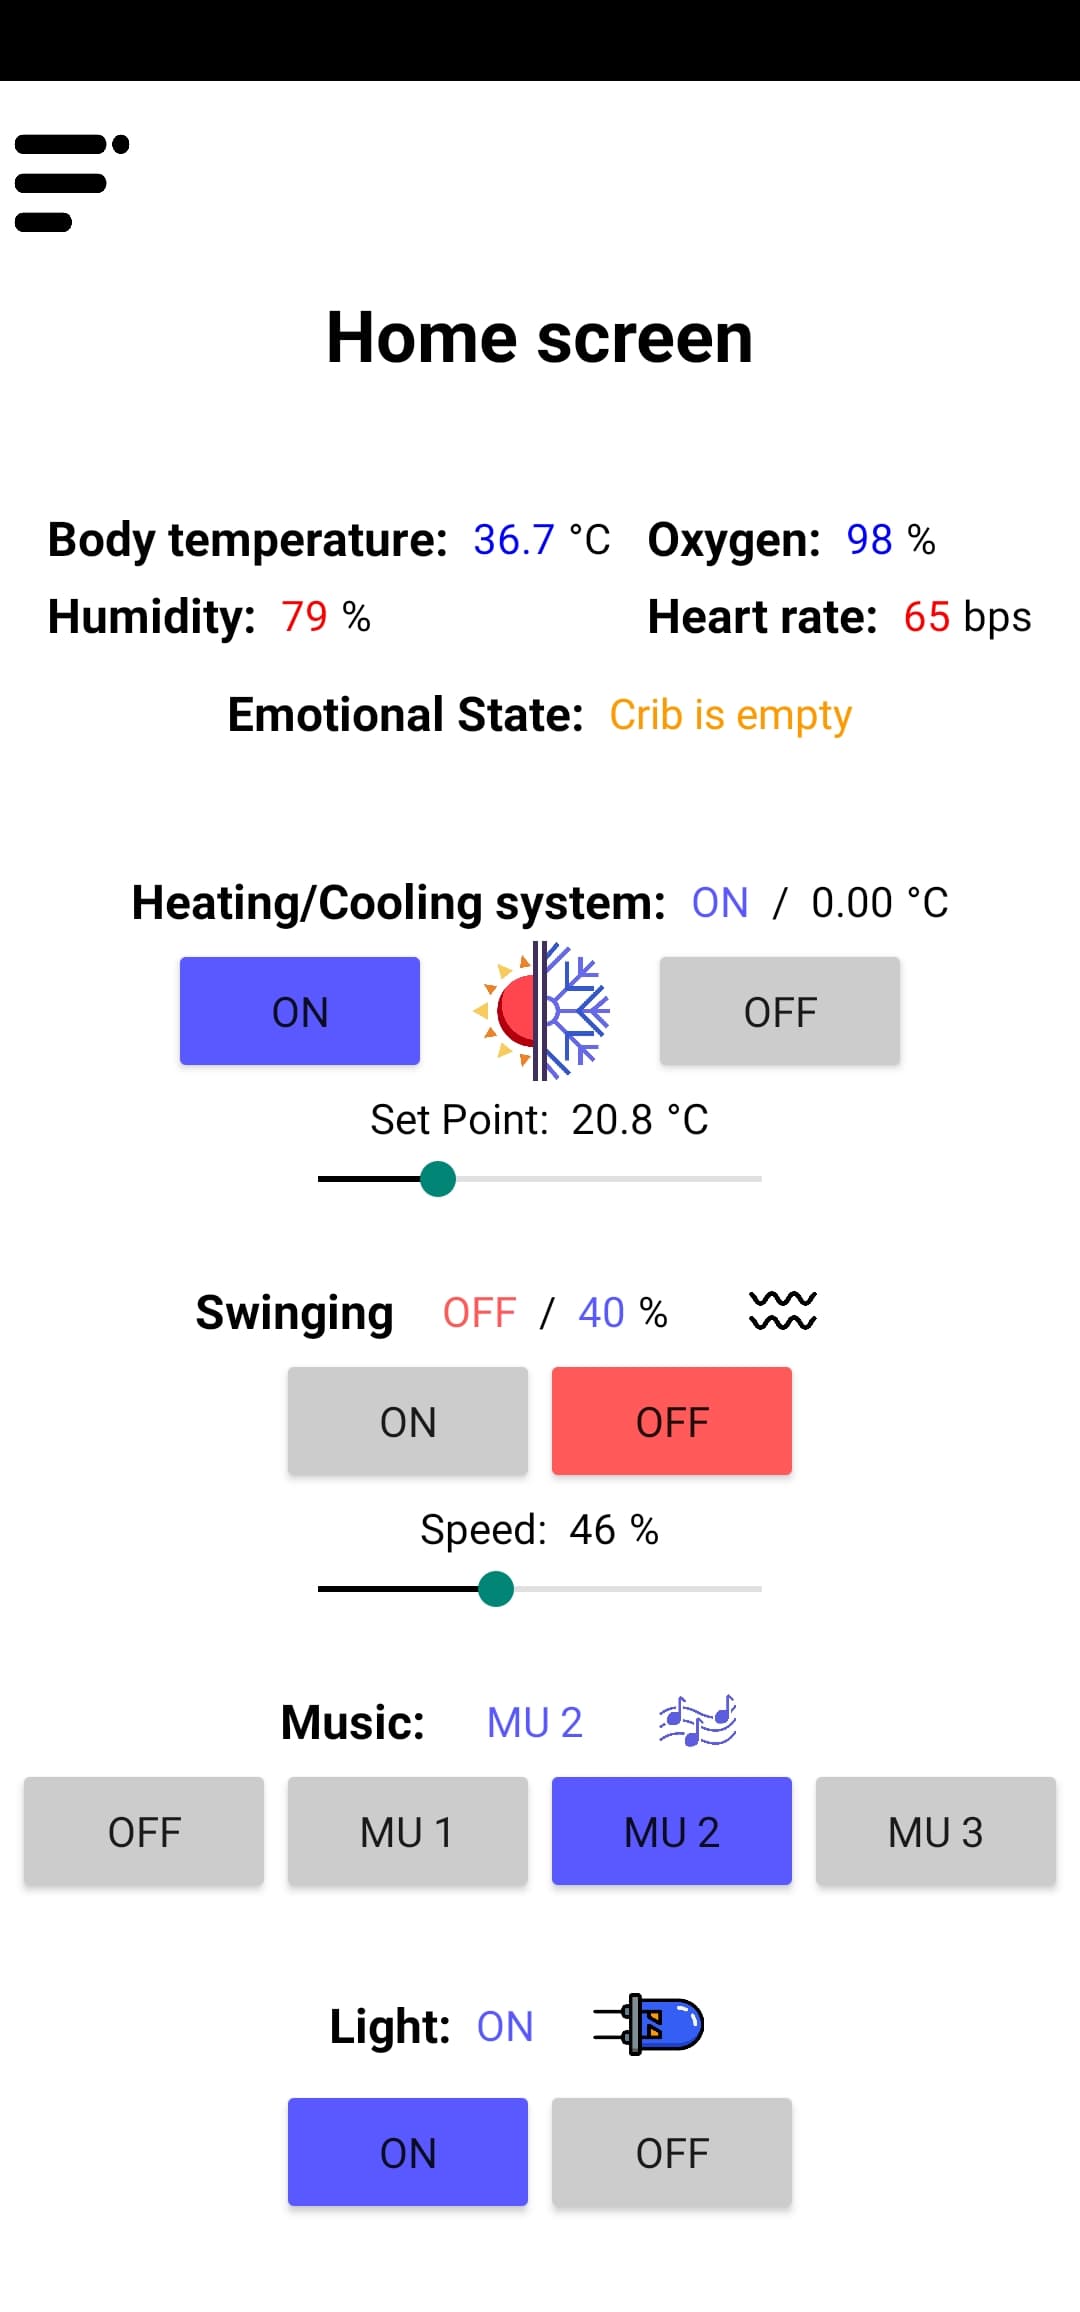 Home screen
Body temperature: 36.7 °C Oxygen: 98 %
Humidity: 79 % Heart rate: 65 bps
Emotional State: Crib is empty
Heating/Cooling system: ON / 0.00 °C
ON OFF
Set Point: 20.8 °C
Swinging OFF / 40 %
ON OFF
Speed: 46 %
Music: MU 2
OFF MU 1 MU 2 MU 3
Light: ON
ON OFF